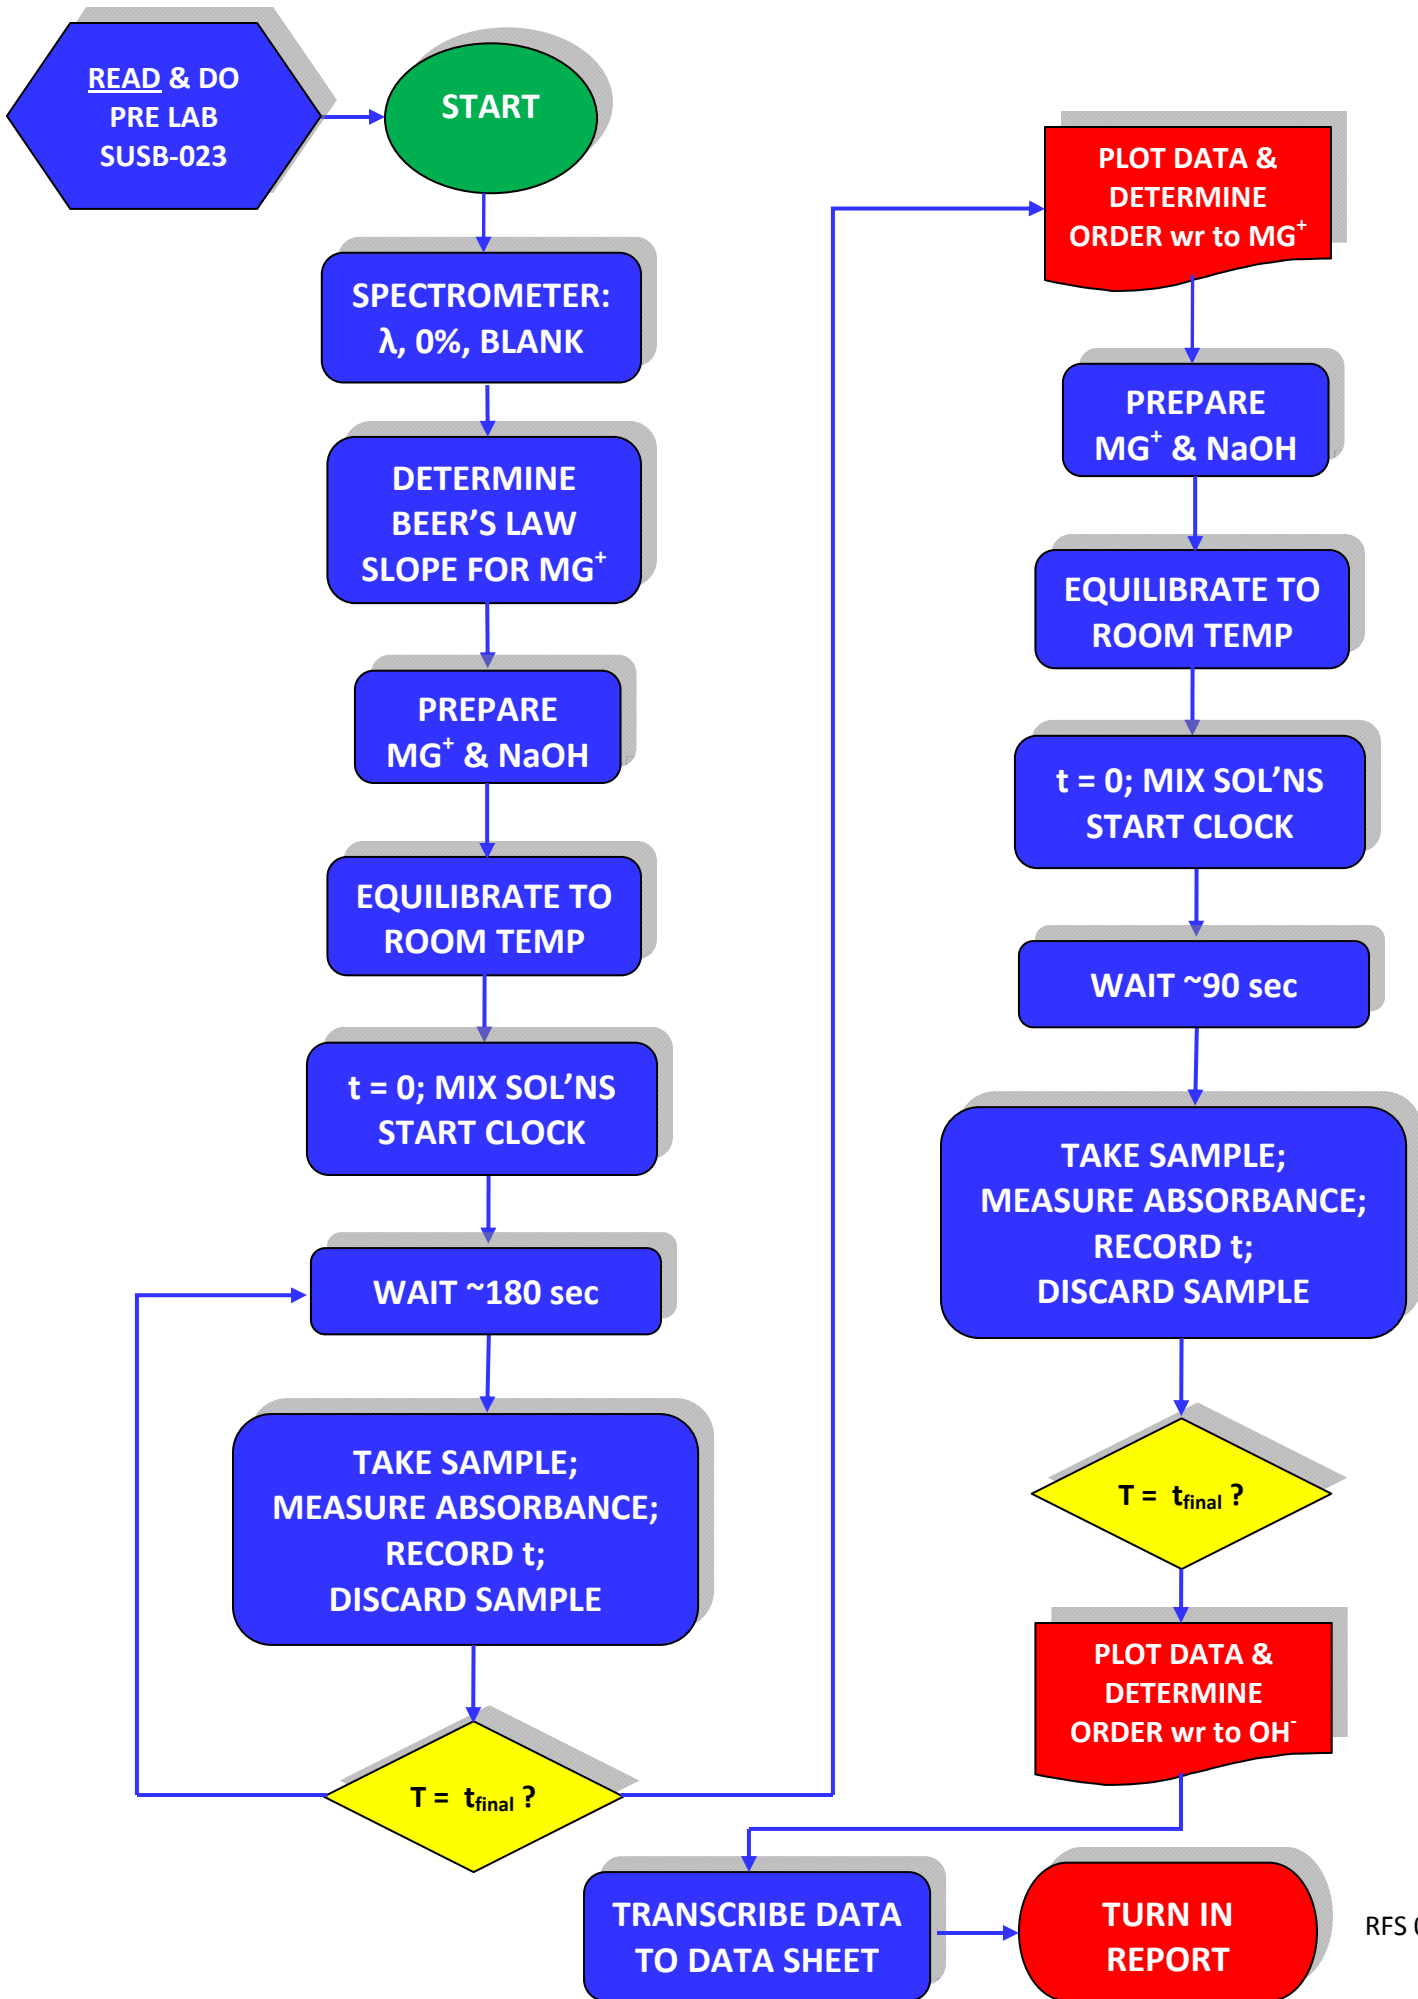 READ & DO
PRE LAB
SUSB-023
START
SPECTROMETER:
λ, 0%, BLANK
DETERMINE
BEER’S LAW
SLOPE FOR MG⁺
PREPARE
MG⁺ & NaOH
EQUILIBRATE TO
ROOM TEMP
t = 0; MIX SOL’NS
START CLOCK
WAIT ~180 sec
TAKE SAMPLE;
MEASURE ABSORBANCE;
RECORD t;
DISCARD SAMPLE
T = t_final ?
PLOT DATA &
DETERMINE
ORDER wr to MG⁺
PREPARE
MG⁺ & NaOH
EQUILIBRATE TO
ROOM TEMP
t = 0; MIX SOL’NS
START CLOCK
WAIT ~90 sec
TAKE SAMPLE;
MEASURE ABSORBANCE;
RECORD t;
DISCARD SAMPLE
T = t_final ?
PLOT DATA &
DETERMINE
ORDER wr to OH⁻
TRANSCRIBE DATA
TO DATA SHEET
TURN IN
REPORT
RFS